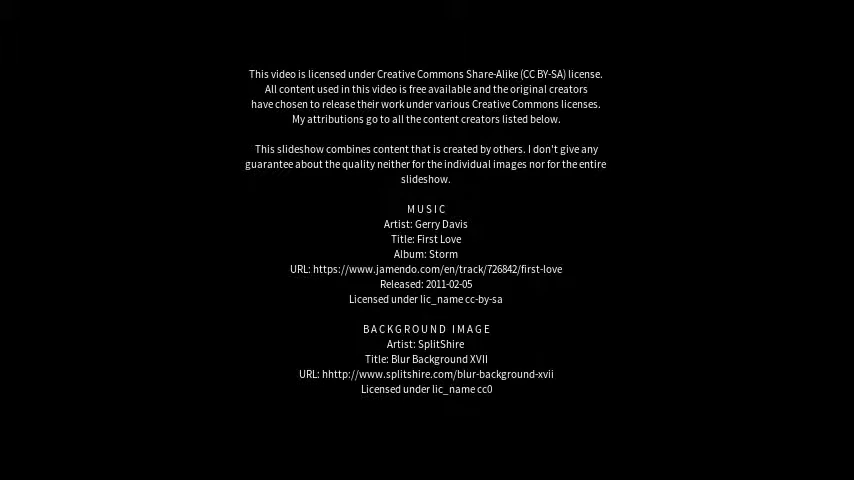 This video is licensed under Creative Commons Share-Alike (CC BY-SA) license.
All content used in this video is free available and the original creators
have chosen to release their work under various Creative Commons licenses.
My attributions go to all the content creators listed below.
This slideshow combines content that is created by others. I don't give any
guarantee about the quality neither for the individual images nor for the entire
slideshow.
MUSIC
Artist: Gerry Davis
Title: First Love
Album: Storm
URL: https://www.jamendo.com/en/track/726842/first-love
Released: 2011-02-05
Licensed under lic_name cc-by-sa
BACKGROUND IMAGE
Artist: SplitShire
Title: Blur Background XVII
URL: hhttp://www.splitshire.com/blur-background-xvii
Licensed under lic_name cc0